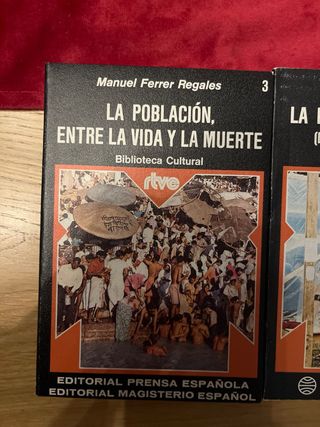 Manuel Ferrer Regales 3
LA POBLACIÓN,
ENTRE LA VIDA Y LA MUERTE
Biblioteca Cultural
rtve
EDITORIAL PRENSA ESPAÑOLA
EDITORIAL MAGISTERIO ESPAÑOL
LA